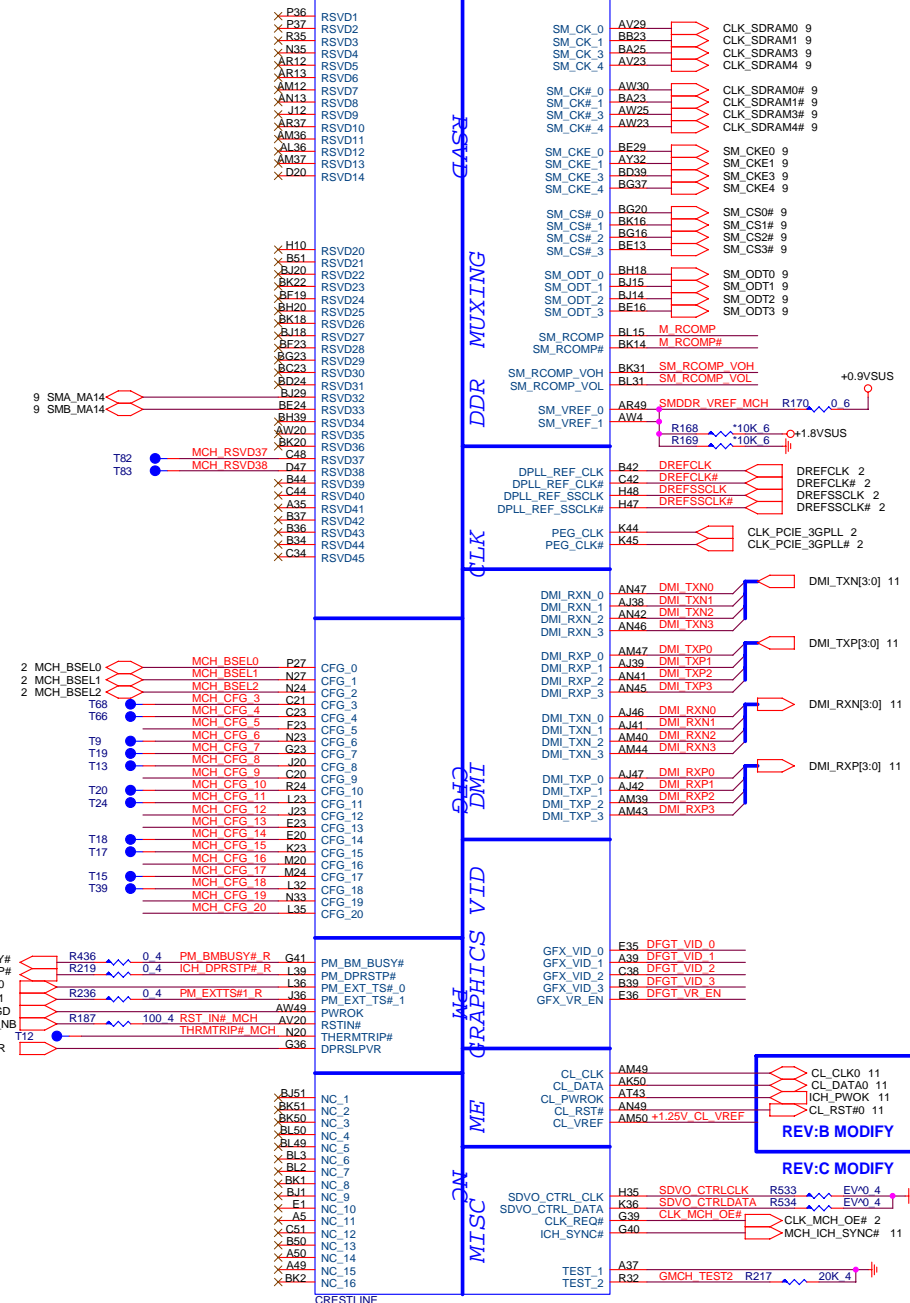 P36 RSVD1
P37 RSVD2
R35 RSVD3
N35 RSVD4
AR12 RSVD5
AR13 RSVD6
AM12 RSVD7
AN13 RSVD8
J12 RSVD9
AR37 RSVD10
AM36 RSVD11
AL36 RSVD12
AM37 RSVD13
D20 RSVD14
H10 RSVD20
B51 RSVD21
BJ20 RSVD22
BK22 RSVD23
BF19 RSVD24
BH20 RSVD25
BK18 RSVD26
BJ18 RSVD27
BF23 RSVD28
BG23 RSVD29
BC23 RSVD30
BD24 RSVD31
9 SMA_MA14 BJ29 RSVD32
9 SMB_MA14 BE24 RSVD33
BH39 RSVD34
AW20 RSVD35
BK20 RSVD36
T82 MCH_RSVD37 C48 RSVD37
T83 MCH_RSVD38 D47 RSVD38
B44 RSVD39
C44 RSVD40
A35 RSVD41
B37 RSVD42
B36 RSVD43
B34 RSVD44
C34 RSVD45
2 MCH_BSEL0 MCH_BSEL0 P27 CFG_0
2 MCH_BSEL1 MCH_BSEL1 N27 CFG_1
2 MCH_BSEL2 MCH_BSEL2 N24 CFG_2
T68 MCH_CFG_3 C21 CFG_3
T66 MCH_CFG_4 C23 CFG_4
MCH_CFG_5 F23 CFG_5
T9 MCH_CFG_6 N23 CFG_6
T19 MCH_CFG_7 G23 CFG_7
T13 MCH_CFG_8 J20 CFG_8
MCH_CFG_9 C20 CFG_9
T20 MCH_CFG_10 R24 CFG_10
T24 MCH_CFG_11 L23 CFG_11
MCH_CFG_12 J23 CFG_12
MCH_CFG_13 E23 CFG_13
T18 MCH_CFG_14 E20 CFG_14
T17 MCH_CFG_15 K23 CFG_15
MCH_CFG_16 M20 CFG_16
T15 MCH_CFG_17 M24 CFG_17
T39 MCH_CFG_18 L32 CFG_18
MCH_CFG_19 N33 CFG_19
MCH_CFG_20 L35 CFG_20
Y# R436 0_4 PM_BMBUSY#_R G41 PM_BM_BUSY#
P# R219 0_4 ICH_DPRSTP#_R L39 PM_DPRSTP#
0 L36 PM_EXT_TS#_0
1 R236 0_4 PM_EXTTS#1_R J36 PM_EXT_TS#_1
GD AW49 PWROK
_NB R187 100_4 RST_IN#_MCH AV20 RSTIN#
T12 THRMTRIP#_MCH N20 THERMTRIP#
R G36 DPRSLPVR
BJ51 NC_1
BK51 NC_2
BK50 NC_3
BL50 NC_4
BL49 NC_5
BL3 NC_6
BL2 NC_7
BK1 NC_8
BJ1 NC_9
E1 NC_10
A5 NC_11
C51 NC_12
B50 NC_13
A50 NC_14
A49 NC_15
BK2 NC_16
CRESTLINE
RSVD
CFG
PM
NC
DDR MUXING
CLK
DMI
GRAPHICS VID
ME
MISC
SM_CK_0 AV29 CLK_SDRAM0 9
SM_CK_1 BB23 CLK_SDRAM1 9
SM_CK_3 BA25 CLK_SDRAM3 9
SM_CK_4 AV23 CLK_SDRAM4 9
SM_CK#_0 AW30 CLK_SDRAM0# 9
SM_CK#_1 BA23 CLK_SDRAM1# 9
SM_CK#_3 AW25 CLK_SDRAM3# 9
SM_CK#_4 AW23 CLK_SDRAM4# 9
SM_CKE_0 BE29 SM_CKE0 9
SM_CKE_1 AY32 SM_CKE1 9
SM_CKE_3 BD39 SM_CKE3 9
SM_CKE_4 BG37 SM_CKE4 9
SM_CS#_0 BG20 SM_CS0# 9
SM_CS#_1 BK16 SM_CS1# 9
SM_CS#_2 BG16 SM_CS2# 9
SM_CS#_3 BE13 SM_CS3# 9
SM_ODT_0 BH18 SM_ODT0 9
SM_ODT_1 BJ15 SM_ODT1 9
SM_ODT_2 BJ14 SM_ODT2 9
SM_ODT_3 BE16 SM_ODT3 9
SM_RCOMP BL15 M_RCOMP
SM_RCOMP# BK14 M_RCOMP#
SM_RCOMP_VOH BK31 SM_RCOMP_VOH
SM_RCOMP_VOL BL31 SM_RCOMP_VOL
+0.9VSUS
SM_VREF_0 AR49 SMDDR_VREF_MCH R170 0_6
SM_VREF_1 AW4
R168 *10K_6 +1.8VSUS
R169 *10K_6
DPLL_REF_CLK B42 DREFCLK DREFCLK 2
DPLL_REF_CLK# C42 DREFCLK# DREFCLK# 2
DPLL_REF_SSCLK H48 DREFSSCLK DREFSSCLK 2
DPLL_REF_SSCLK# H47 DREFSSCLK# DREFSSCLK# 2
PEG_CLK K44 CLK_PCIE_3GPLL 2
PEG_CLK# K45 CLK_PCIE_3GPLL# 2
DMI_RXN_0 AN47 DMI_TXN0 DMI_TXN[3:0] 11
DMI_RXN_1 AJ38 DMI_TXN1
DMI_RXN_2 AN42 DMI_TXN2
DMI_RXN_3 AN46 DMI_TXN3
DMI_RXP_0 AM47 DMI_TXP0 DMI_TXP[3:0] 11
DMI_RXP_1 AJ39 DMI_TXP1
DMI_RXP_2 AN41 DMI_TXP2
DMI_RXP_3 AN45 DMI_TXP3
DMI_TXN_0 AJ46 DMI_RXN0 DMI_RXN[3:0] 11
DMI_TXN_1 AJ41 DMI_RXN1
DMI_TXN_2 AM40 DMI_RXN2
DMI_TXN_3 AM44 DMI_RXN3
DMI_TXP_0 AJ47 DMI_RXP0 DMI_RXP[3:0] 11
DMI_TXP_1 AJ42 DMI_RXP1
DMI_TXP_2 AM39 DMI_RXP2
DMI_TXP_3 AM43 DMI_RXP3
GFX_VID_0 E35 DFGT_VID_0
GFX_VID_1 A39 DFGT_VID_1
GFX_VID_2 C38 DFGT_VID_2
GFX_VID_3 B39 DFGT_VID_3
GFX_VR_EN E36 DFGT_VR_EN
CL_CLK AM49 CL_CLK0 11
CL_DATA AK50 CL_DATA0 11
CL_PWROK AT43 ICH_PWOK 11
CL_RST# AN49 CL_RST#0 11
CL_VREF AM50 +1.25V_CL_VREF
REV:B MODIFY
REV:C MODIFY
SDVO_CTRL_CLK H35 SDVO_CTRLCLK R533 EV^0_4
SDVO_CTRL_DATA K36 SDVO_CTRLDATA R534 EV^0_4
CLK_REQ# G39 CLK_MCH_OE# CLK_MCH_OE# 2
ICH_SYNC# G40 MCH_ICH_SYNC# 11
TEST_1 A37
TEST_2 R32 GMCH_TEST2 R217 20K_4